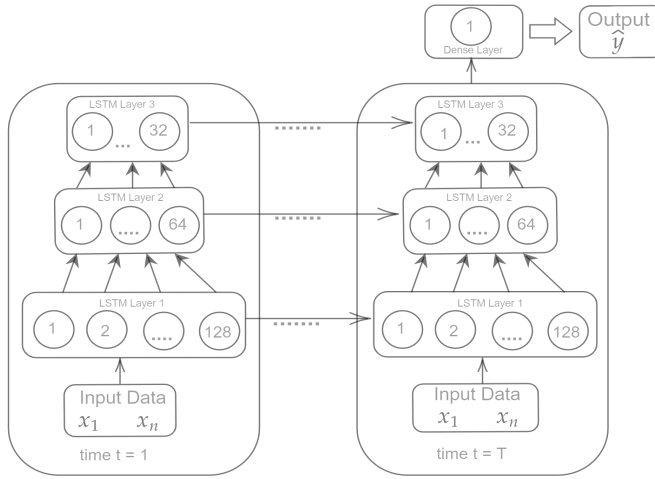 1
Dense Layer
Output
ŷ
LSTM Layer 3
1 ... 32
.......
LSTM Layer 3
1 ... 32
LSTM Layer 2
1 .... 64
.......
LSTM Layer 2
1 .... 64
LSTM Layer 1
1 2 .... 128
.......
LSTM Layer 1
1 2 .... 128
Input Data
x₁ xₙ
time t = 1
Input Data
x₁ xₙ
time t = T